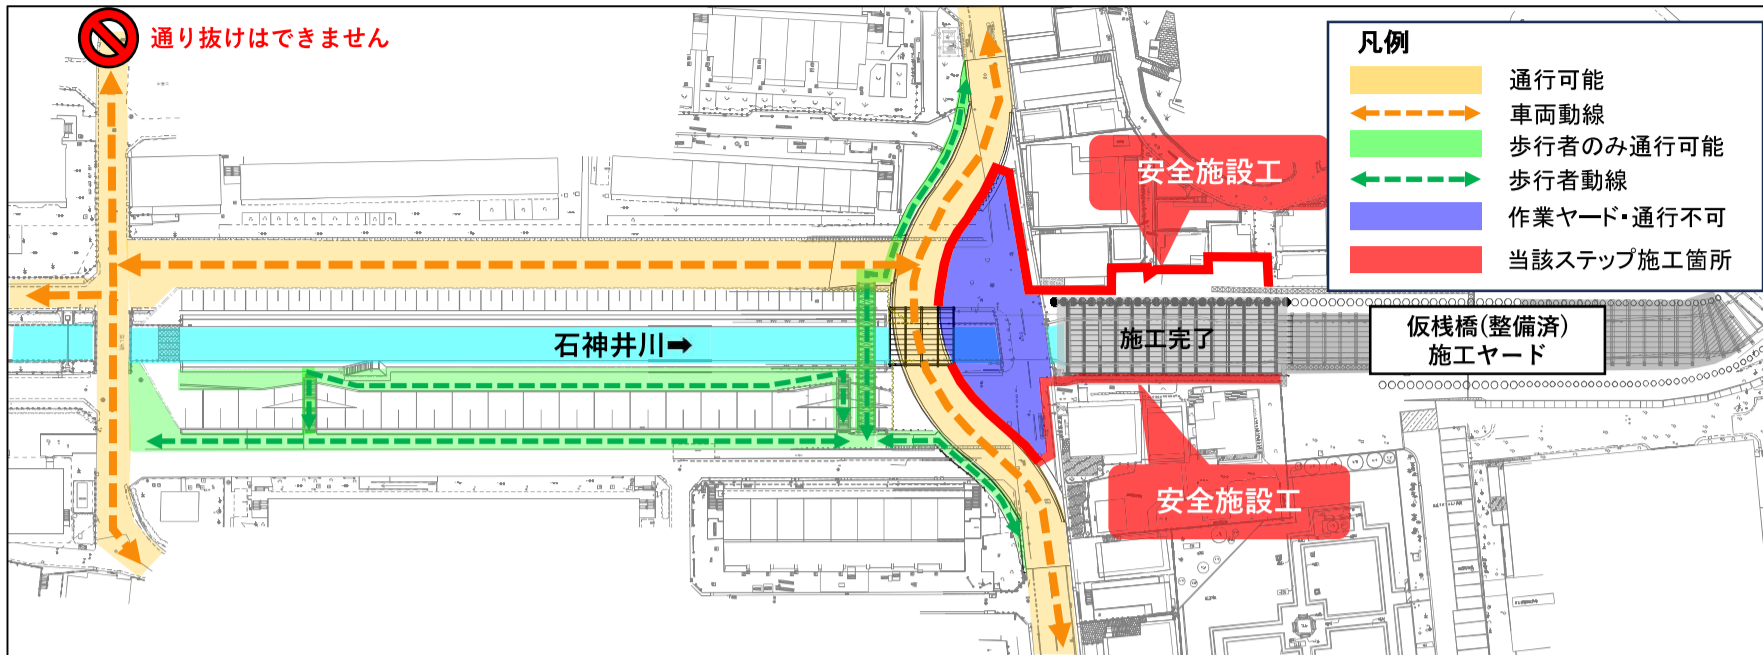 通り抜けはできません
凡例
通行可能
車両動線
歩行者のみ通行可能
歩行者動線
作業ヤード・通行不可
当該ステップ施工箇所
安全施設工
石神井川➡
施工完了
仮桟橋(整備済)
施工ヤード
安全施設工